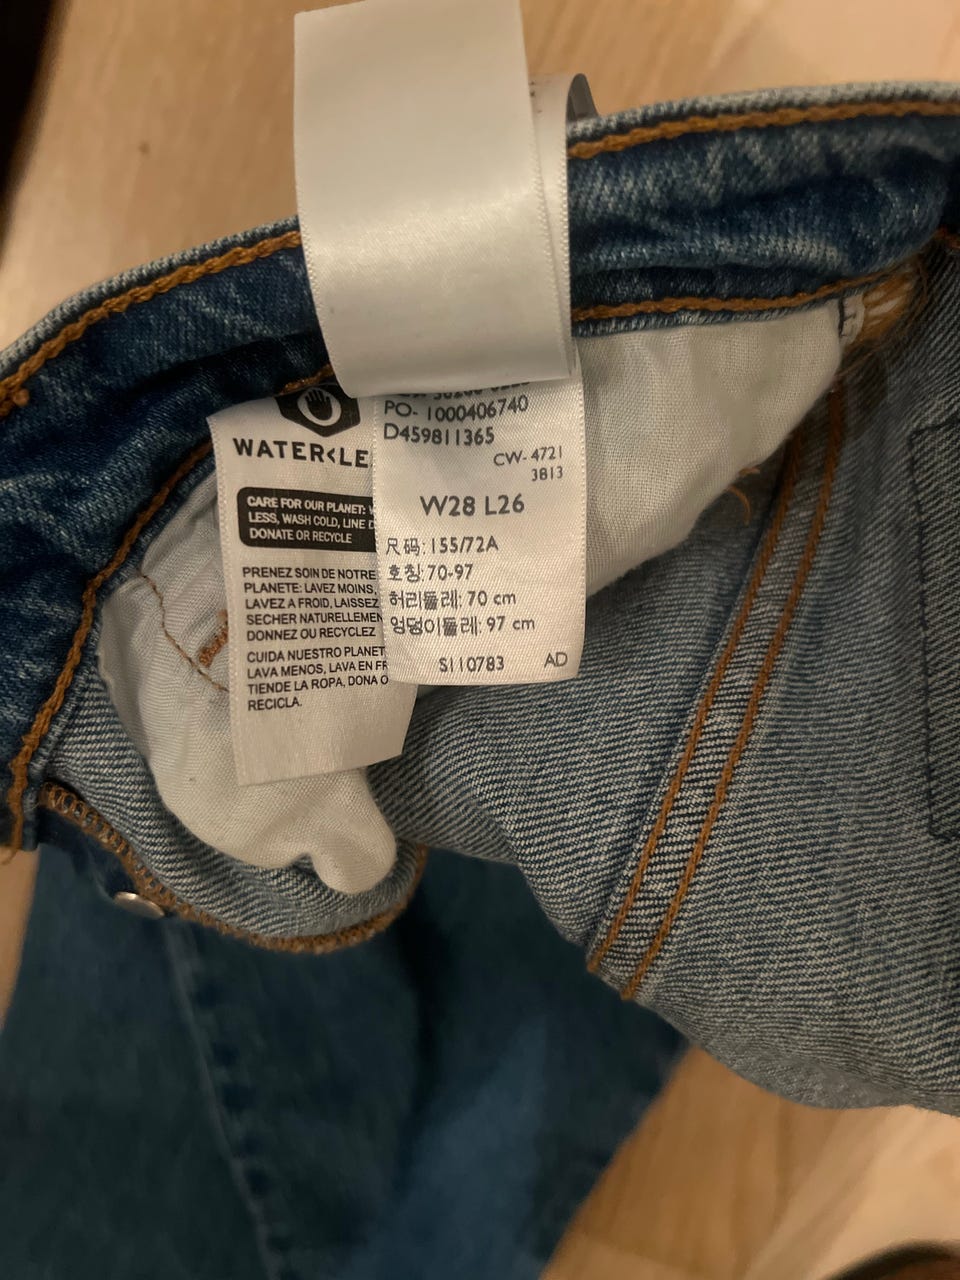 WATER<LE
CARE FOR OUR PLANET:
LESS, WASH COLD, LINE
DONATE OR RECYCLE
PRENEZ SOIN DE NOTRE
PLANETE: LAVEZ MOINS,
LAVEZ A FROID, LAISSEZ
SECHER NATURELLEMEN
DONNEZ OU RECYCLEZ
CUIDA NUESTRO PLANET
LAVA MENOS, LAVA EN FR
TIENDE LA ROPA, DONA O
RECICLA.
PO- 1000406740
D459811365
CW- 4721
3813
W28 L26
尺码: 155/72A
호칭: 70-97
허리둘레: 70 cm
엉덩이둘레: 97 cm
S110783 AD